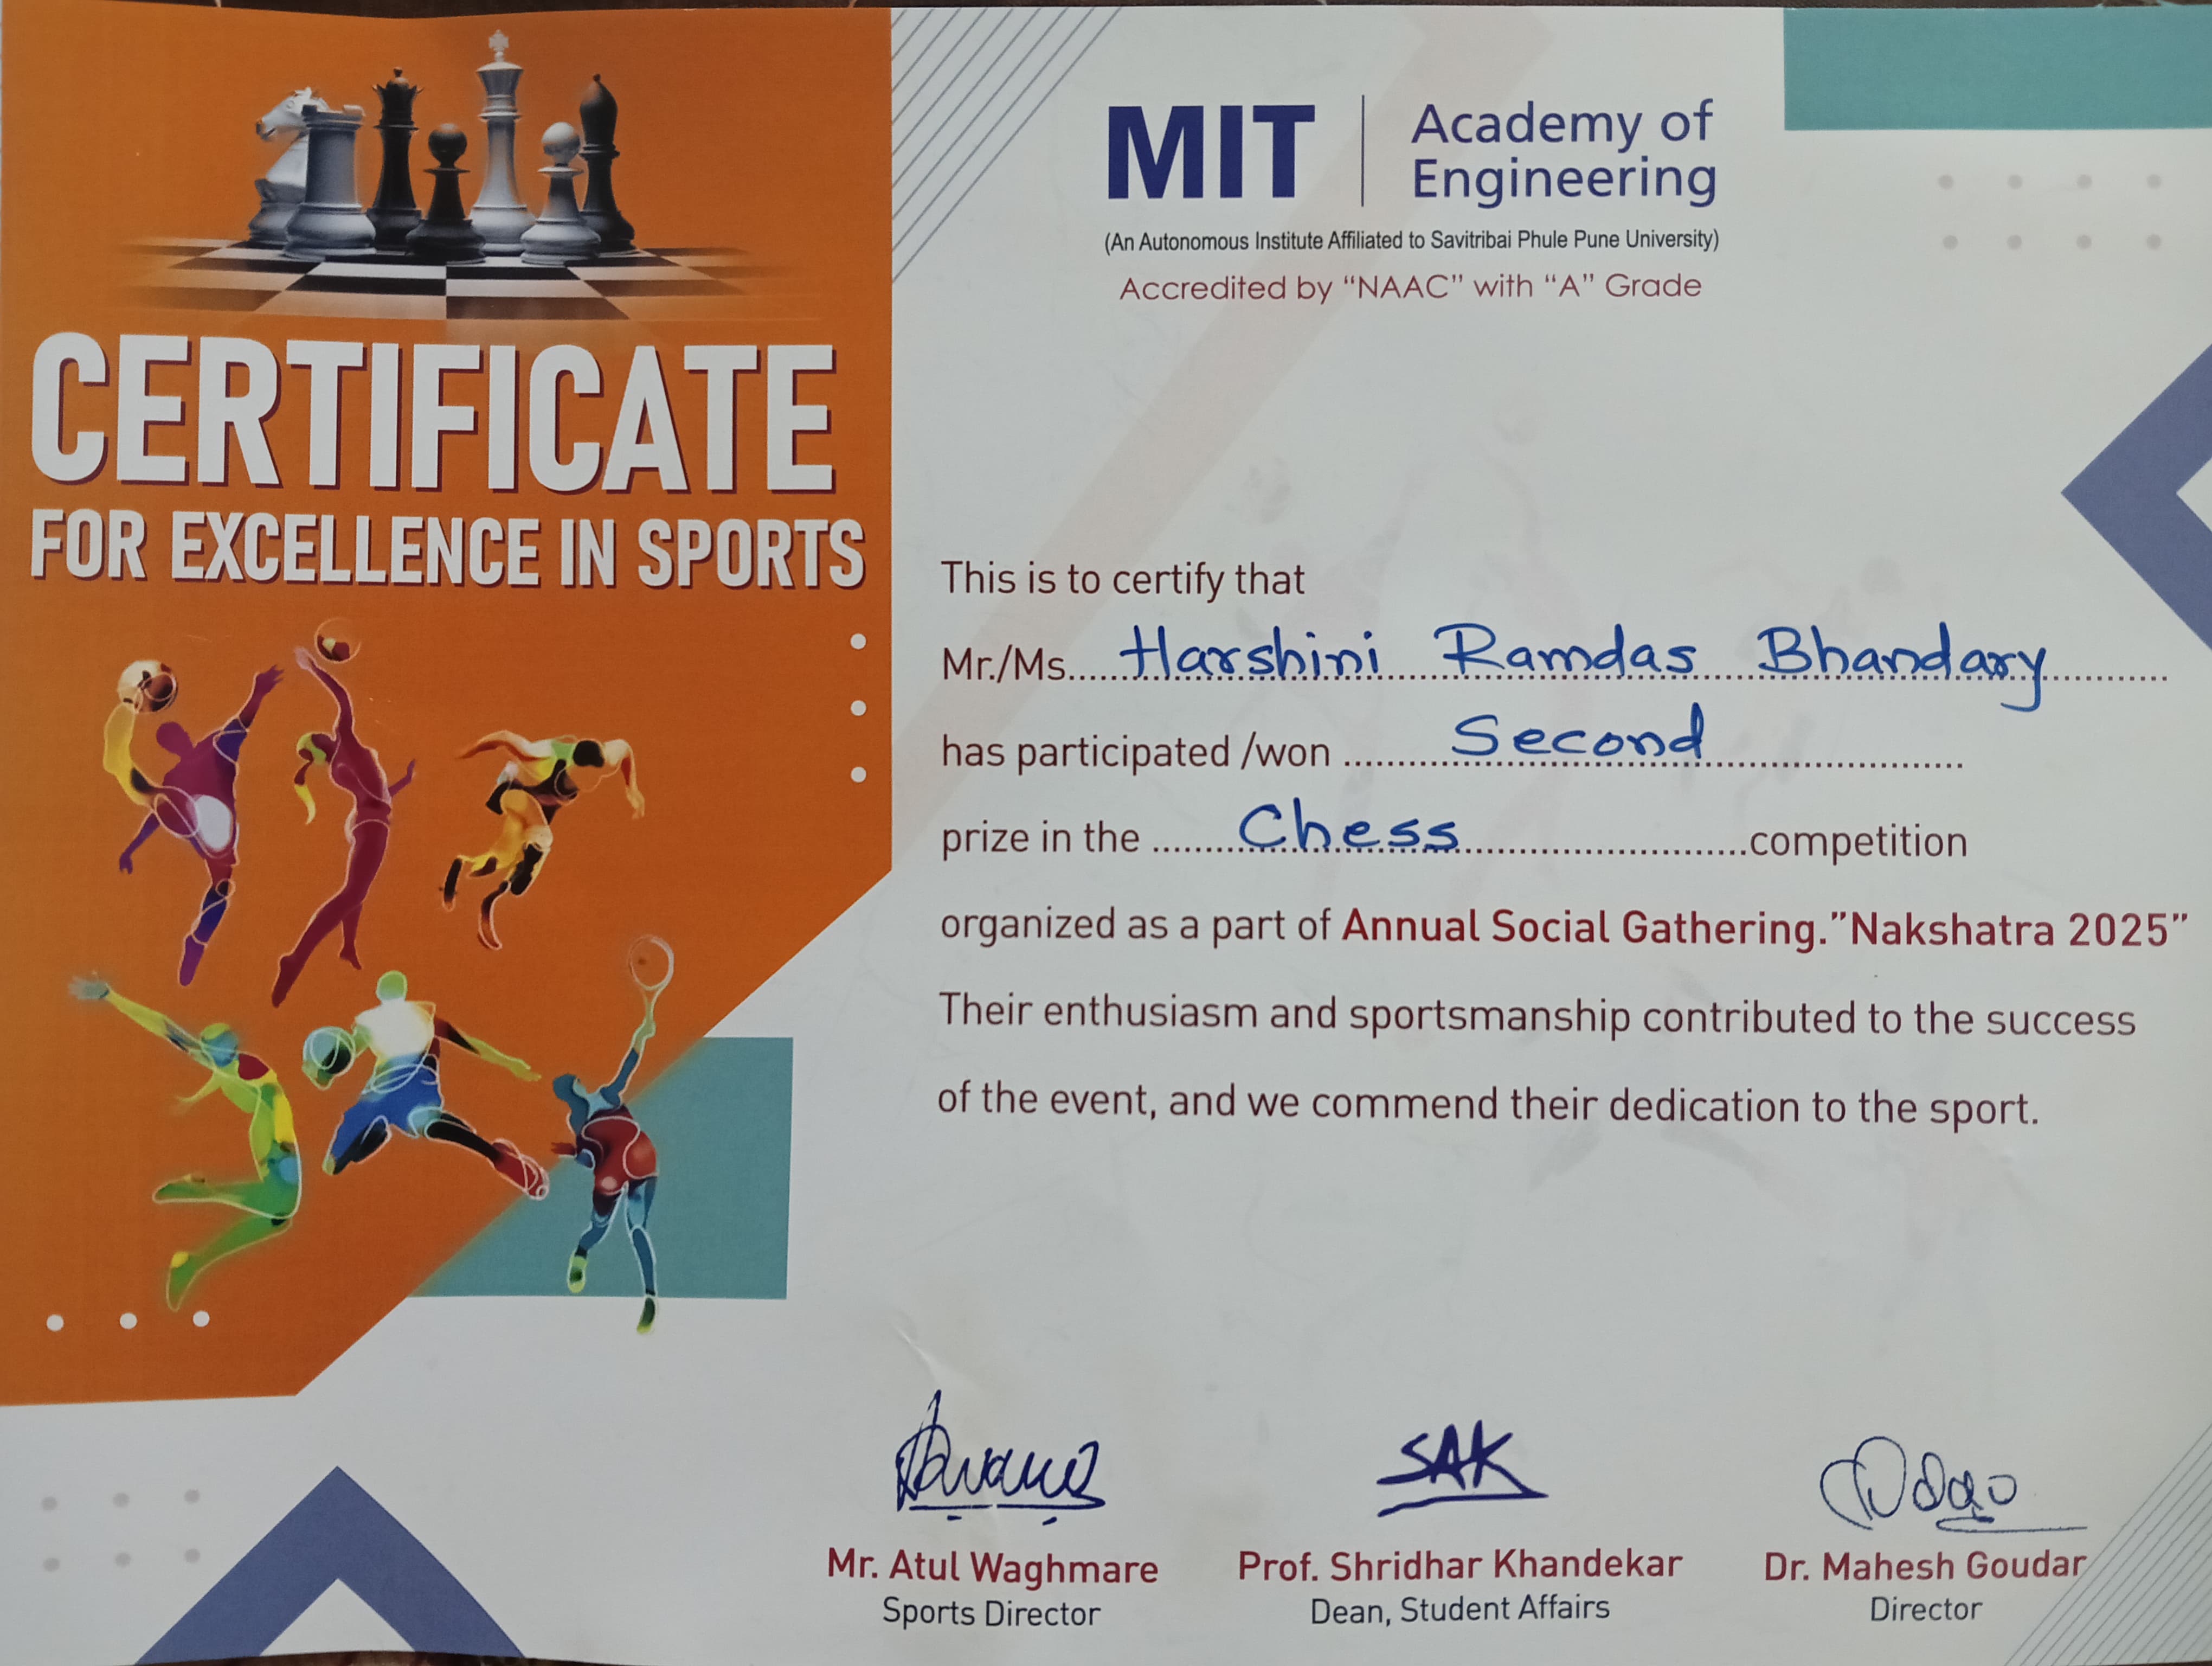 CERTIFICATE
FOR EXCELLENCE IN SPORTS
MIT Academy of
Engineering
(An Autonomous Institute Affiliated to Savitribai Phule Pune University)
Accredited by “NAAC” with “A” Grade
This is to certify that
Mr./Ms......Harshini Ramdas Bhandary..........
has participated /won ..........Second..........
prize in the ........Chess..........competition
organized as a part of Annual Social Gathering.”Nakshatra 2025”
Their enthusiasm and sportsmanship contributed to the success
of the event, and we commend their dedication to the sport.
SAK
Mr. Atul Waghmare
Sports Director
Prof. Shridhar Khandekar
Dean, Student Affairs
Dr. Mahesh Goudar
Director